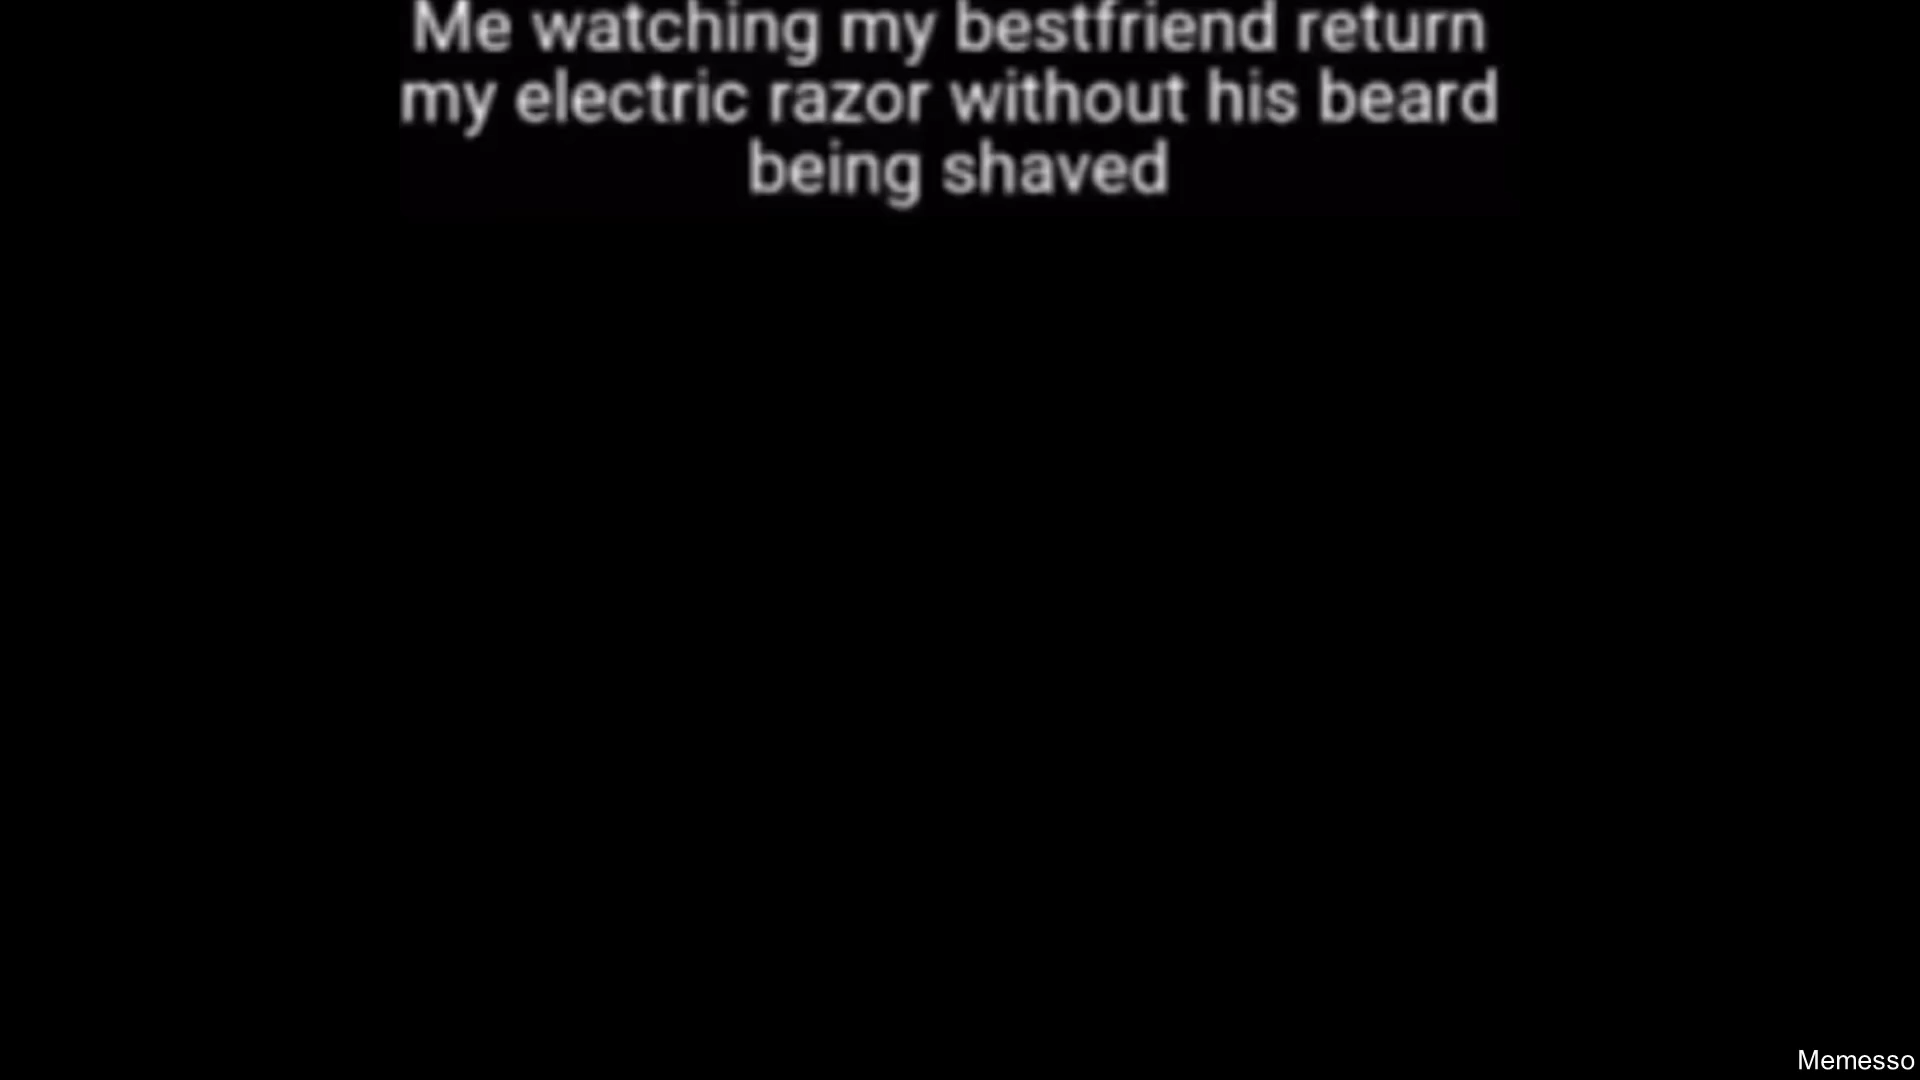 Me watching my bestfriend return
my electric razor without his beard
being shaved
Memesso